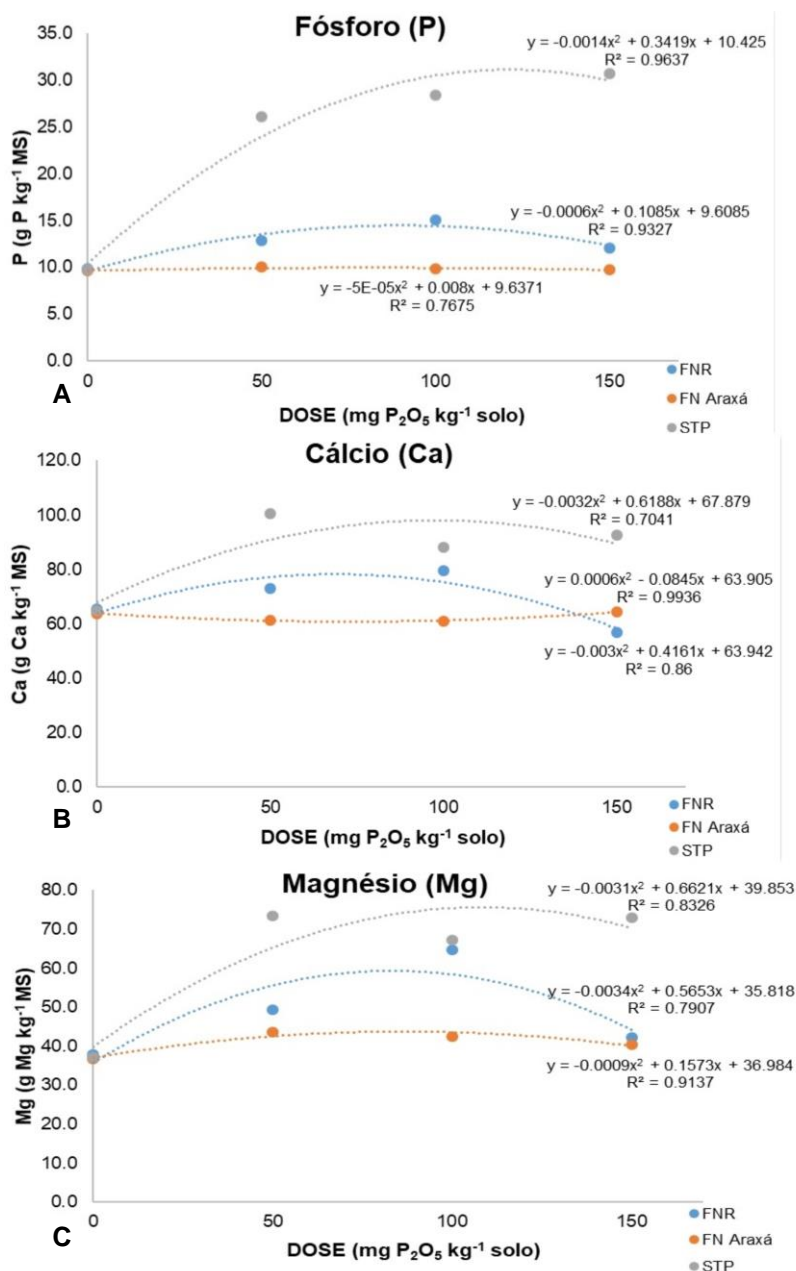 Fósforo (P)
35.0
30.0
25.0
20.0
15.0
10.0
5.0
0.0
P (g P kg⁻¹ MS)
y = -0.0014x² + 0.3419x + 10.425
R² = 0.9637
y = -0.0006x² + 0.1085x + 9.6085
R² = 0.9327
y = -5E-05x² + 0.008x + 9.6371
R² = 0.7675
A
0 50 100 150
DOSE (mg P₂O₅ kg⁻¹ solo)
FNR
FN Araxá
STP
Cálcio (Ca)
120.0
100.0
80.0
60.0
40.0
20.0
0.0
Ca (g Ca kg⁻¹ MS)
y = -0.0032x² + 0.6188x + 67.879
R² = 0.7041
y = 0.0006x² - 0.0845x + 63.905
R² = 0.9936
y = -0.003x² + 0.4161x + 63.942
R² = 0.86
B
0 50 100 150
DOSE (mg P₂O₅ kg⁻¹ solo)
FNR
FN Araxá
STP
Magnésio (Mg)
80.0
70.0
60.0
50.0
40.0
30.0
20.0
10.0
0.0
Mg (g Mg kg⁻¹ MS)
y = -0.0031x² + 0.6621x + 39.853
R² = 0.8326
y = -0.0034x² + 0.5653x + 35.818
R² = 0.7907
y = -0.0009x² + 0.1573x + 36.984
R² = 0.9137
C
0 50 100 150
DOSE (mg P₂O₅ kg⁻¹ solo)
FNR
FN Araxá
STP